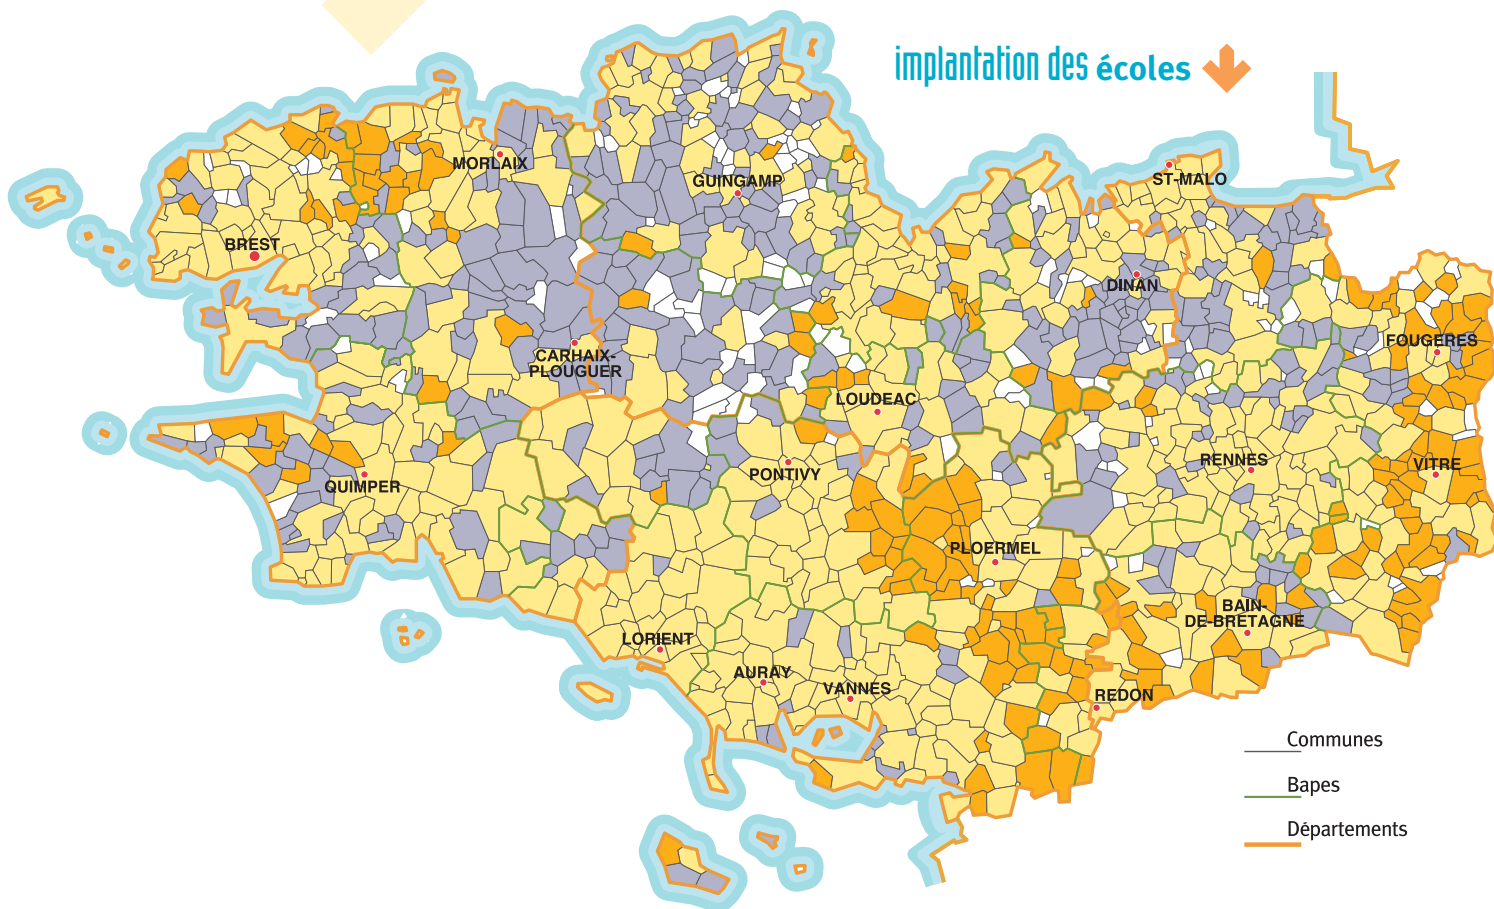 implantation des écoles
MORLAIX
GUINGAMP
ST-MALO
BREST
DINAN
FOUGERES
CARHAIX-
PLOUGUER
LOUDEAC
RENNES
VITRE
PONTIVY
QUIMPER
PLOERMEL
BAIN-
DE-BRETAGNE
LORIENT
AURAY
VANNES
REDON
Communes
Bapes
Départements